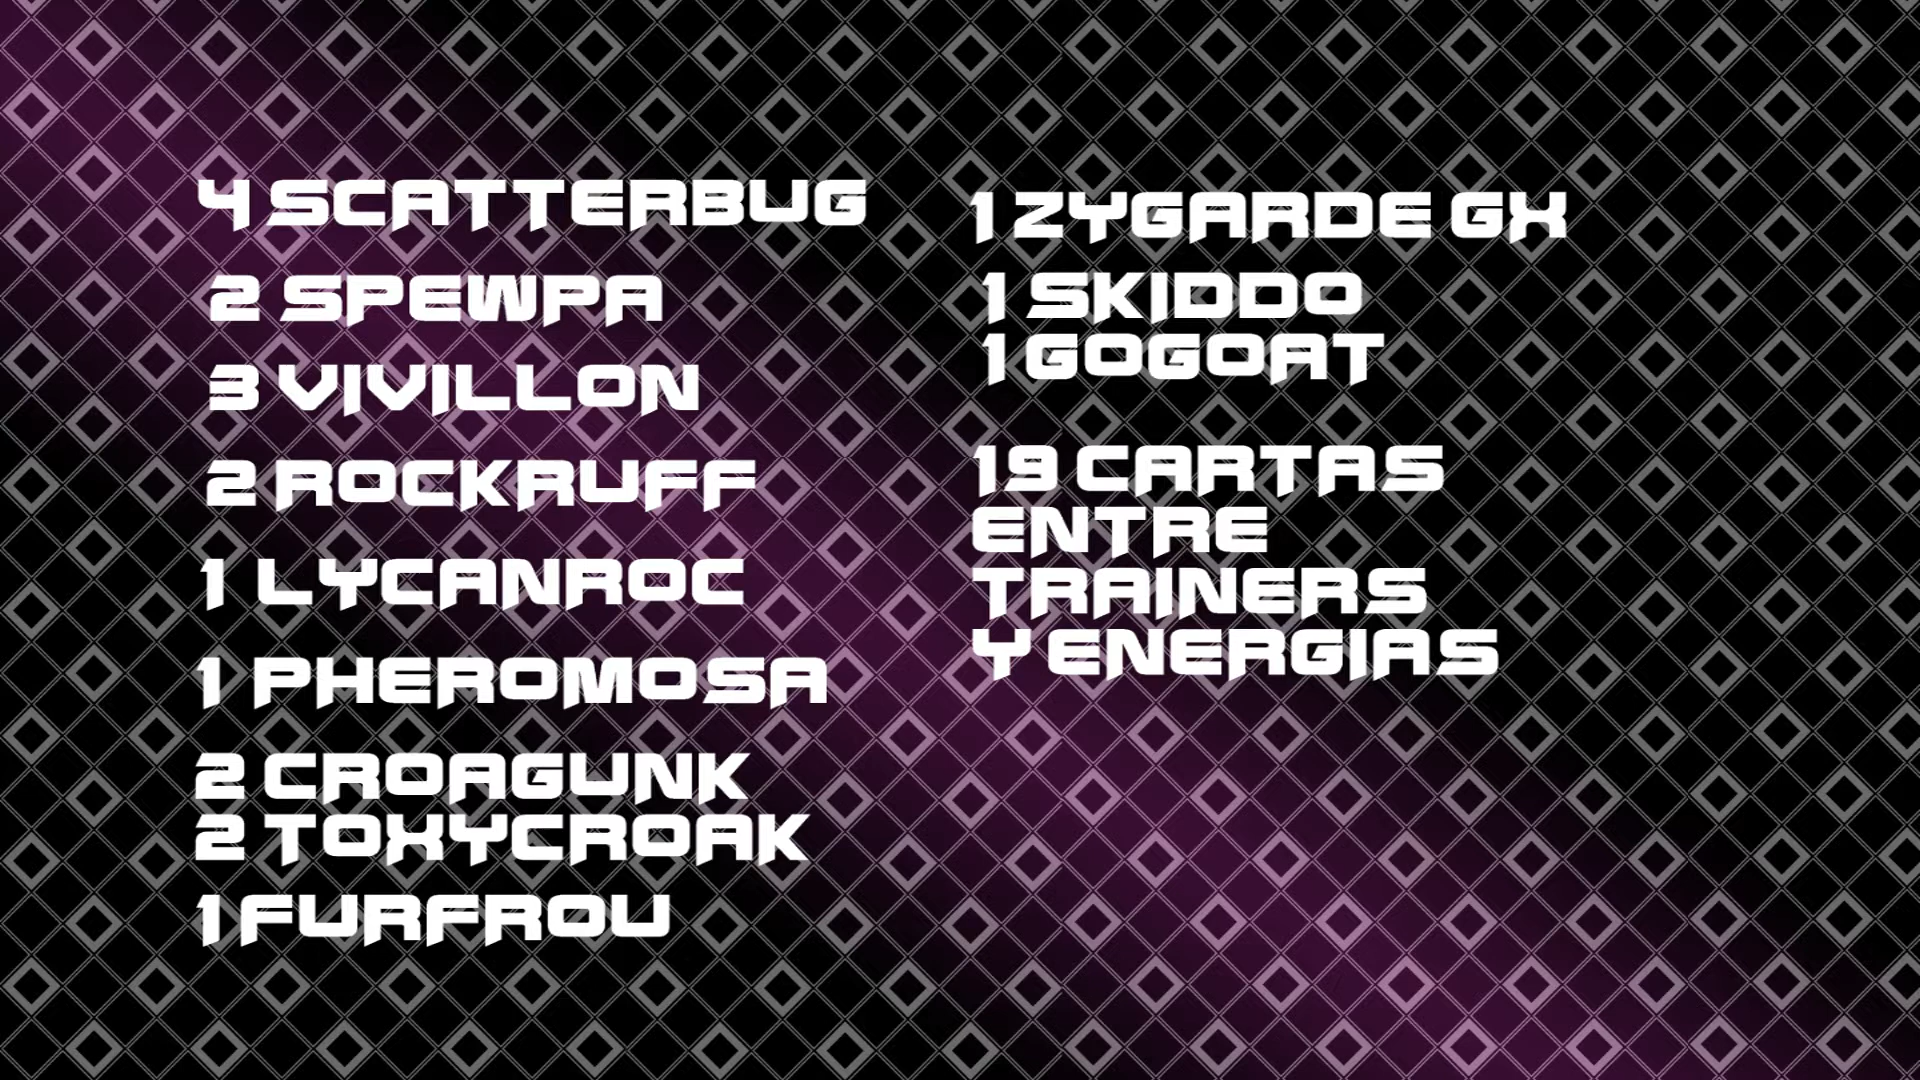 4 SCATTERBUG
2 SPEWPA
3 VIVILLON
2 ROCKRUFF
1 LYCANROC
1 PHEROMOSA
2 CROAGUNK
2 TOXYCROAK
1 FURFROU
1 ZYGARDE GX
1 SKIDDO
1 GOGOAT
19 CARTAS
ENTRE
TRAINERS
Y ENERGIAS